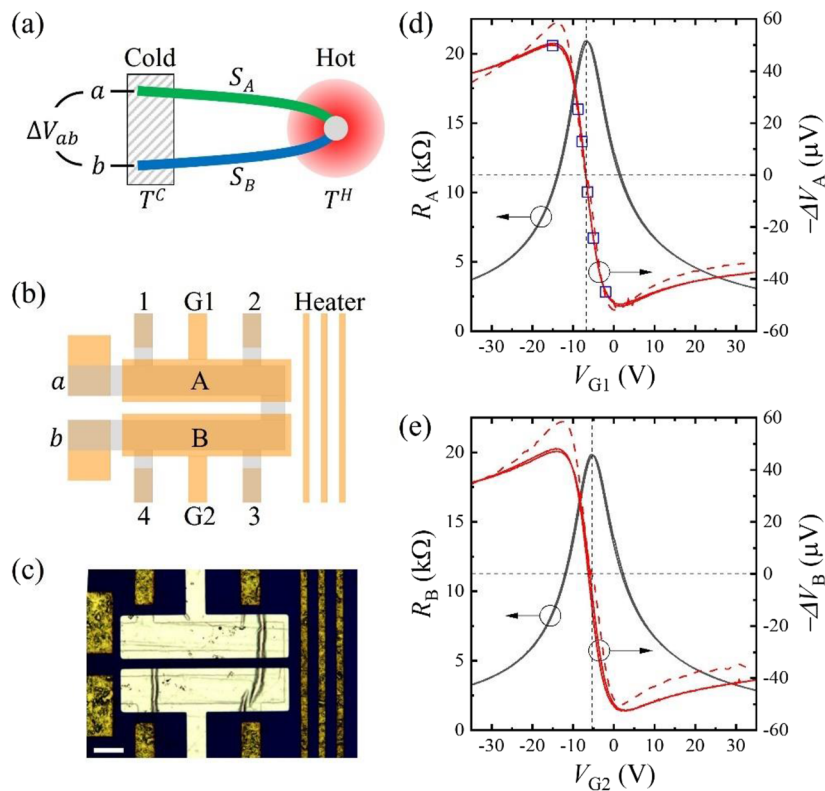 (a)
Cold
Hot
a
S_A
ΔV_ab
b
S_B
T^C
T^H
(b)
1
G1
2
Heater
a
A
b
B
4
G2
3
(c)
(d)
R_A (kΩ)
20
15
10
5
0
60
40
20
0
-20
-40
-60
−ΔV_A (μV)
-30 -20 -10 0 10 20 30
V_G1 (V)
(e)
R_B (kΩ)
20
15
10
5
0
60
40
20
0
-20
-40
-60
−ΔV_B (μV)
-30 -20 -10 0 10 20 30
V_G2 (V)